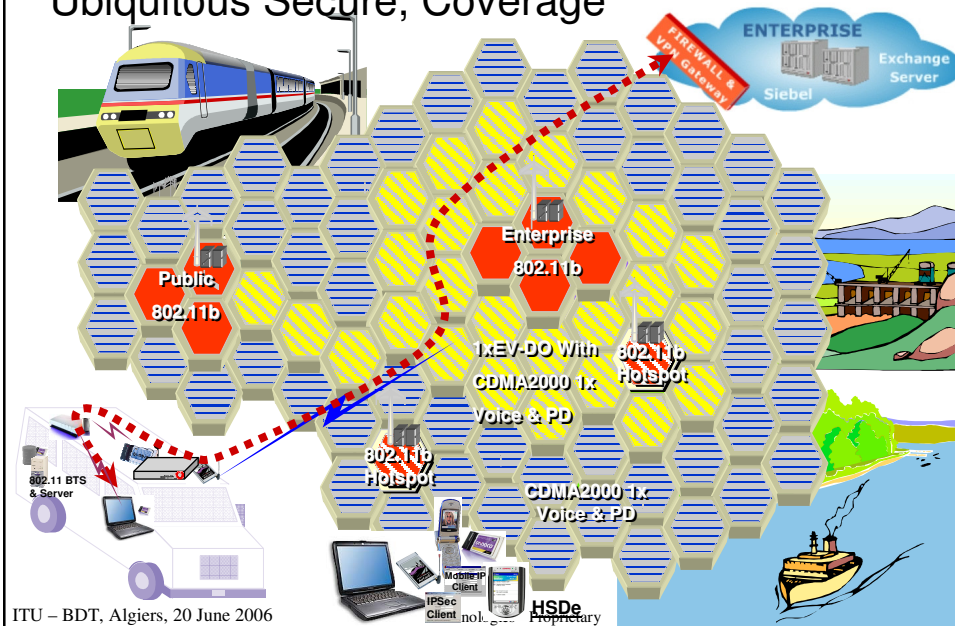 Ubiquitous Secure, Coverage
FIREWALL &
VPN Gateway
ENTERPRISE
Exchange
Server
Siebel
Enterprise
802.11b
Public
802.11b
1xEV-DO With
CDMA2000 1x
Voice & PD
802.11b
Hotspot
802.11b
Hotspot
CDMA2000 1x
Voice & PD
802.11 BTS
& Server
Mobile IP
Client
IPSec
Client
HSDe
ITU – BDT, Algiers, 20 June 2006
Proprietary